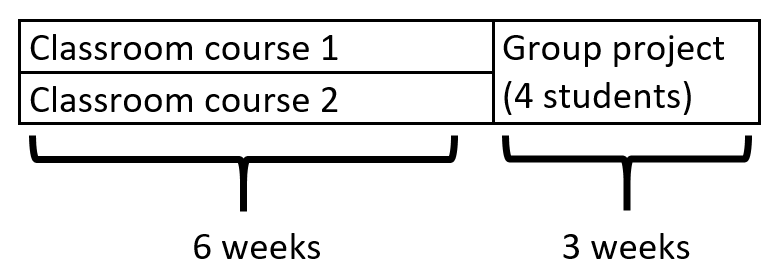 Classroom course 1
Classroom course 2
Group project
(4 students)
6 weeks
3 weeks